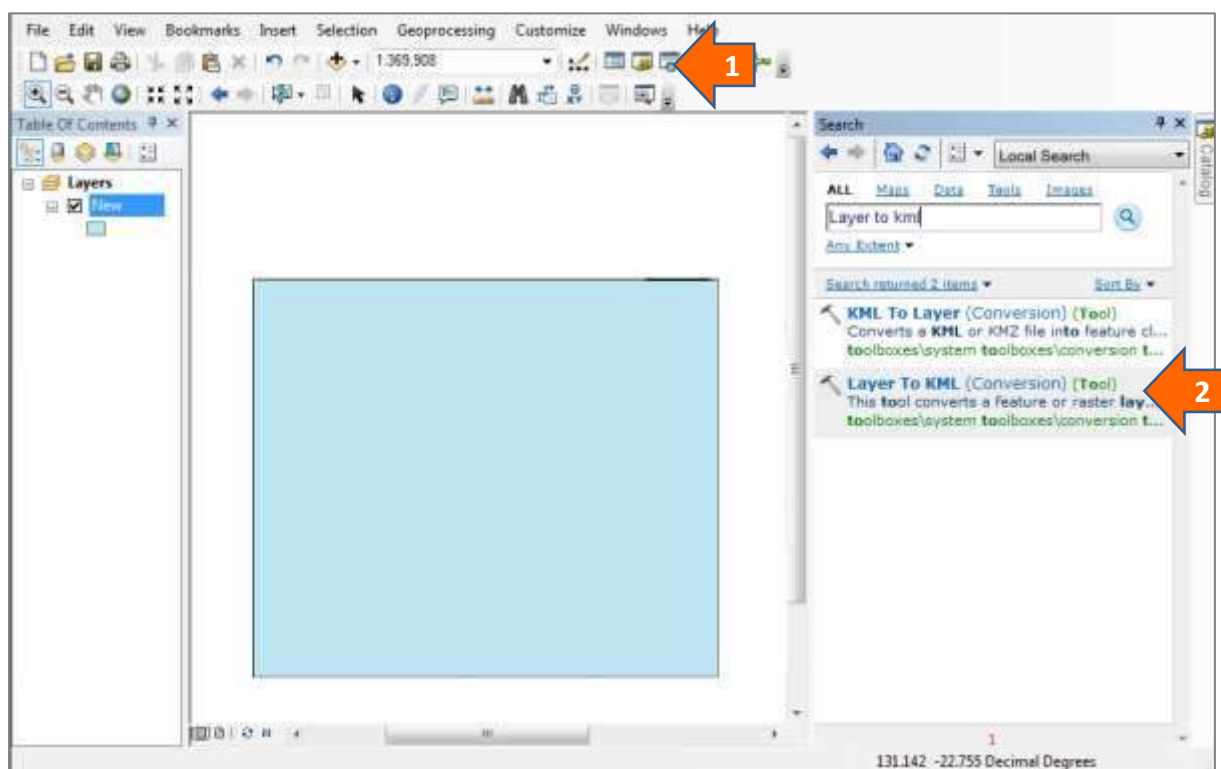 File Edit View Bookmarks Insert Selection Geoprocessing Customize Windows Help
1:369,908
1
Table Of Contents
Search
Layers
New
Local Search
ALL Maps Data Tools Images
Layer to kml
Any Extent
Search returned 2 items Sort By
KML To Layer (Conversion) (Tool)
Converts a KML or KMZ file into feature cl...
toolboxes\system toolboxes\conversion t...
Layer To KML (Conversion) (Tool)
This tool converts a feature or raster lay...
toolboxes\system toolboxes\conversion t...
2
Catalog
1
131.142 -22.755 Decimal Degrees